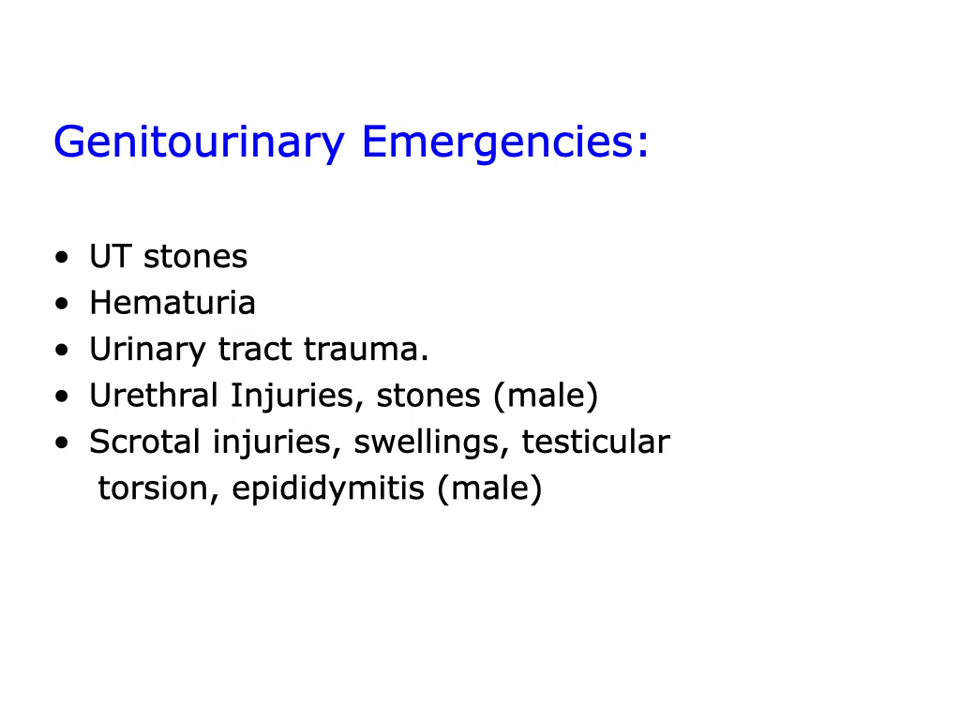 Genitourinary Emergencies:
• UT stones
• Hematuria
• Urinary tract trauma.
• Urethral Injuries, stones (male)
• Scrotal injuries, swellings, testicular
torsion, epididymitis (male)